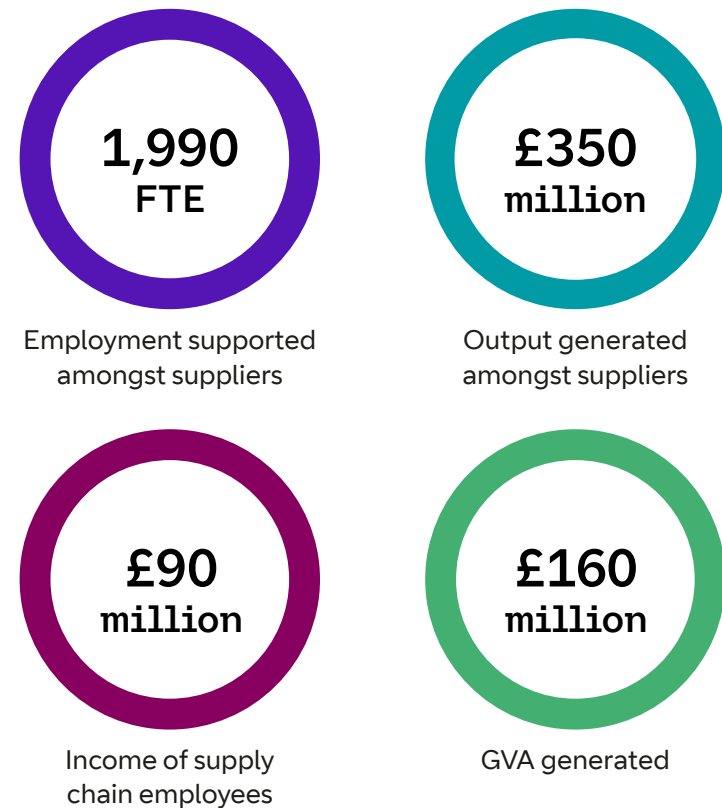 1,990
FTE
Employment supported
amongst suppliers
£350
million
Output generated
amongst suppliers
£90
million
Income of supply
chain employees
£160
million
GVA generated